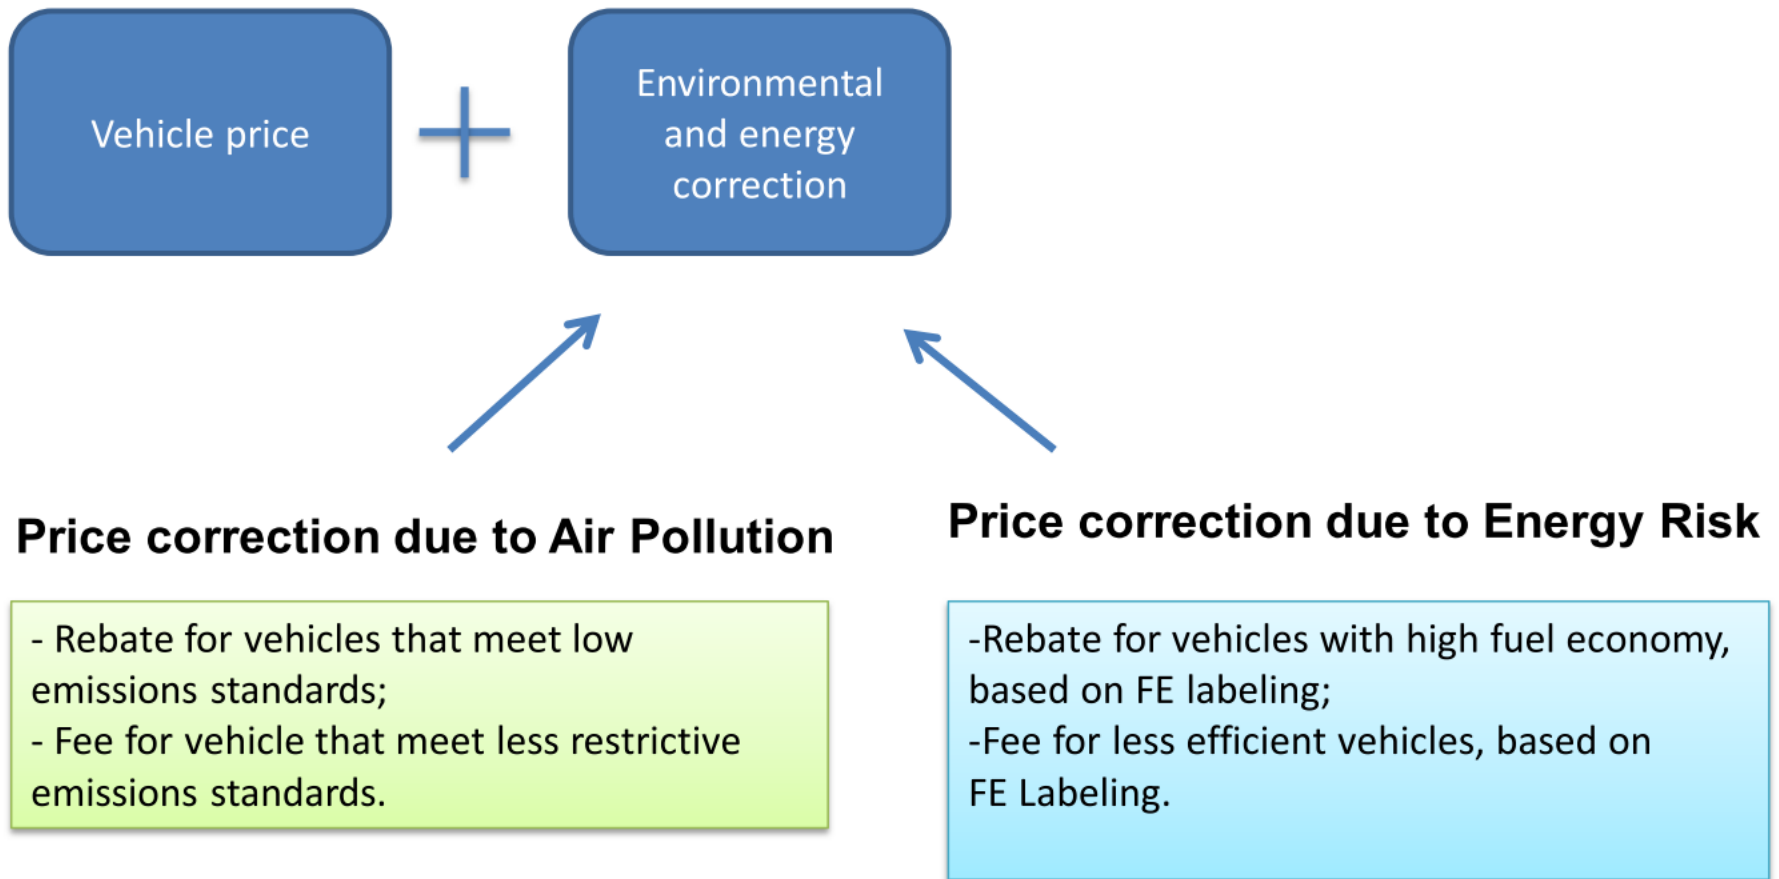 Vehicle price
Environmental
and energy
correction
Price correction due to Air Pollution
- Rebate for vehicles that meet low
emissions standards;
- Fee for vehicle that meet less restrictive
emissions standards.
Price correction due to Energy Risk
-Rebate for vehicles with high fuel economy,
based on FE labeling;
-Fee for less efficient vehicles, based on
FE Labeling.